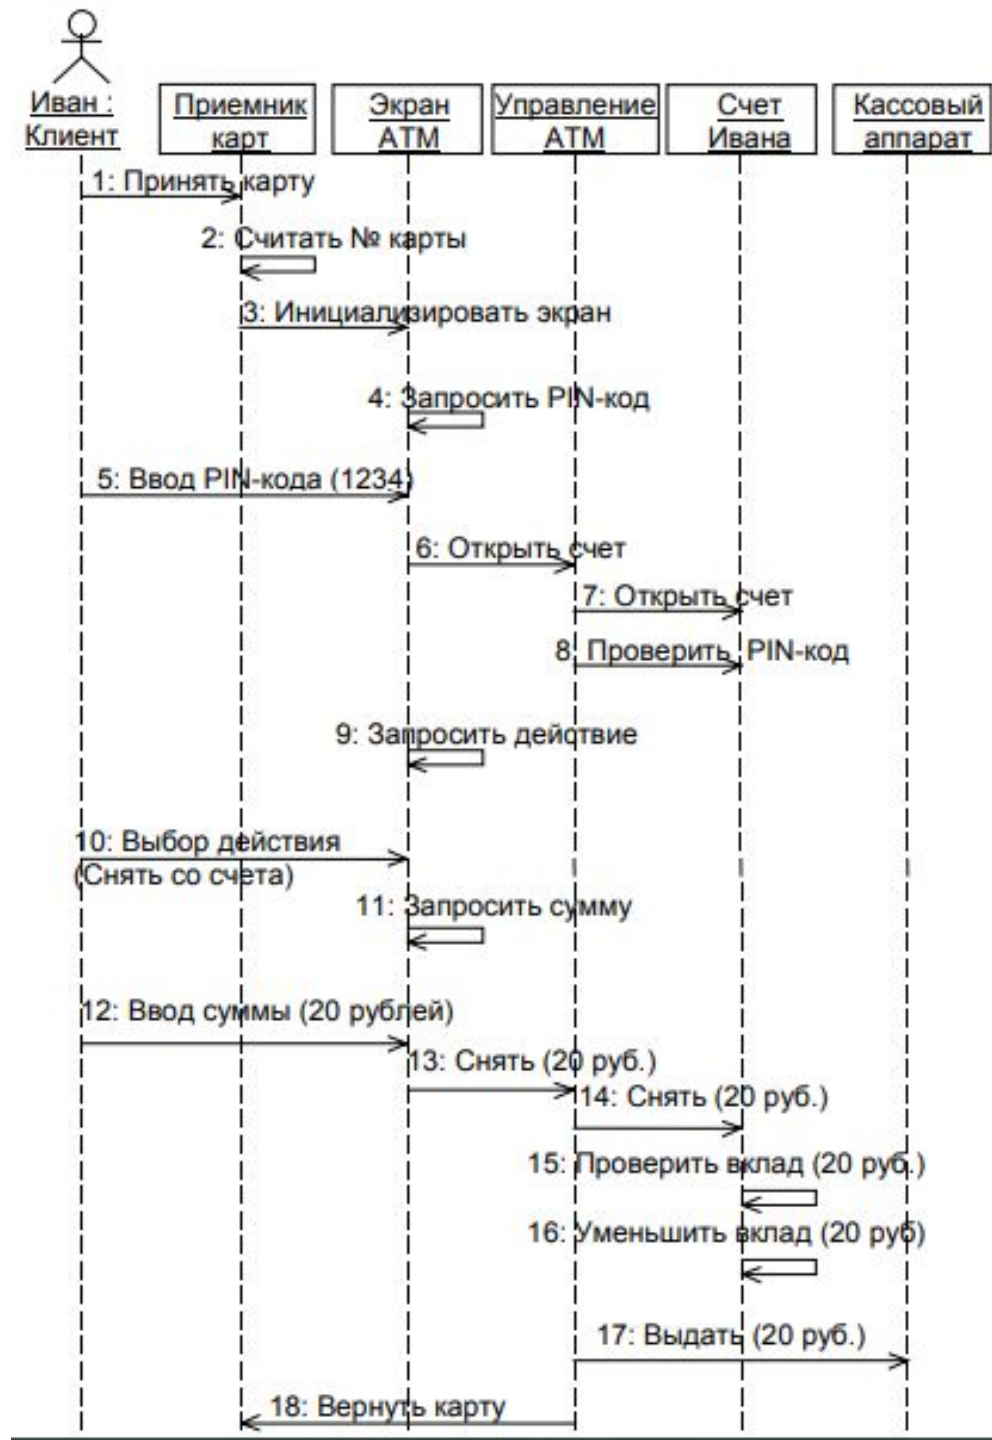 Иван :
Клиент
Приемник
карт
Экран
АТМ
Управление
АТМ
Счет
Ивана
Кассовый
аппарат
1: Принять карту
2: Считать № карты
3: Инициализировать экран
4: Запросить PIN-код
5: Ввод PIN-кода (1234)
6: Открыть счет
7: Открыть счет
8: Проверить PIN-код
9: Запросить действие
10: Выбор действия
(Снять со счета)
11: Запросить сумму
12: Ввод суммы (20 рублей)
13: Снять (20 руб.)
14: Снять (20 руб.)
15: Проверить вклад (20 руб.)
16: Уменьшить вклад (20 руб)
17: Выдать (20 руб.)
18: Вернуть карту